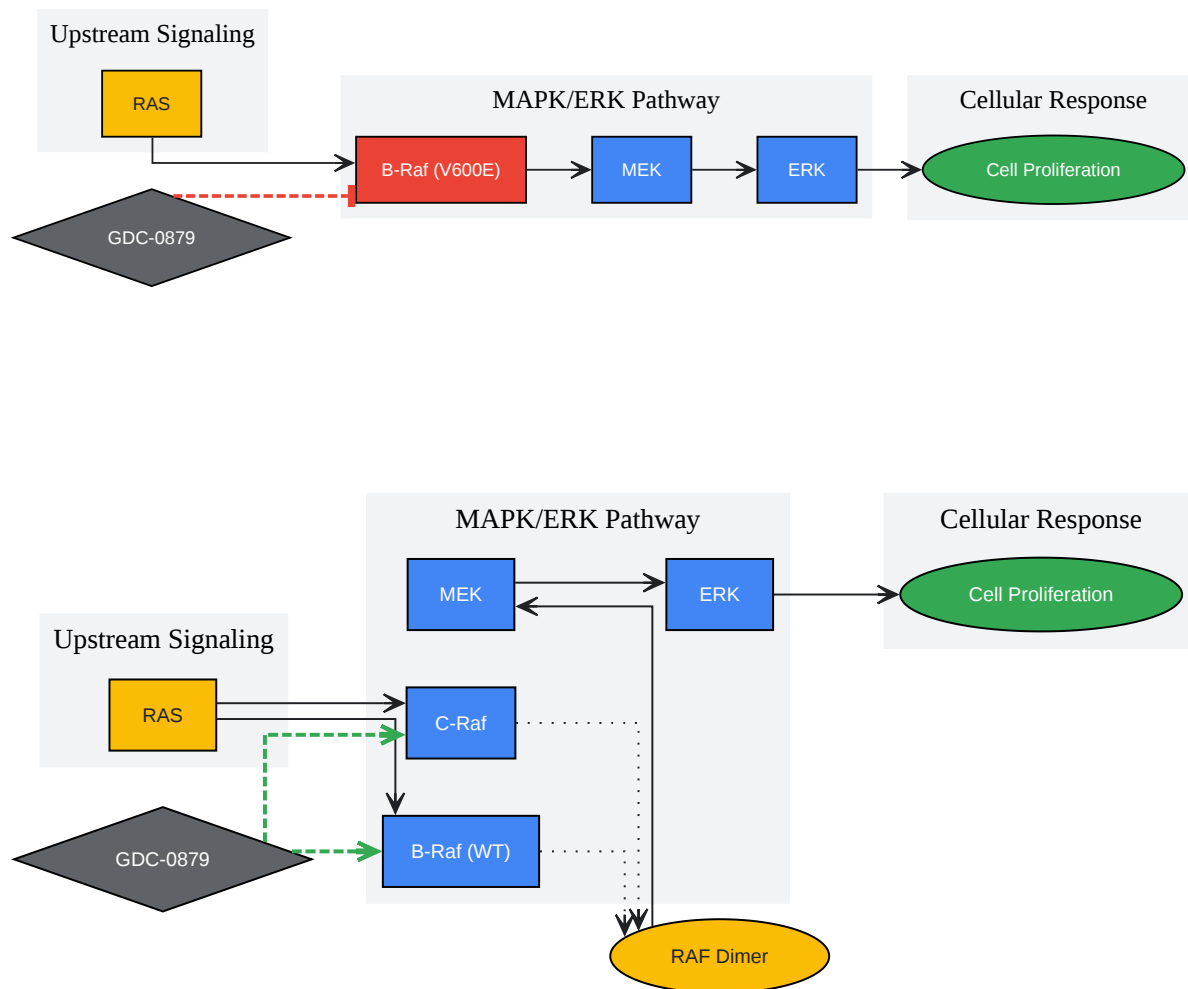 Upstream Signaling
RAS
MAPK/ERK Pathway
B-Raf (V600E)
MEK
ERK
Cellular Response
Cell Proliferation
GDC-0879
MAPK/ERK Pathway
MEK
ERK
Cellular Response
Cell Proliferation
Upstream Signaling
RAS
C-Raf
B-Raf (WT)
GDC-0879
RAF Dimer